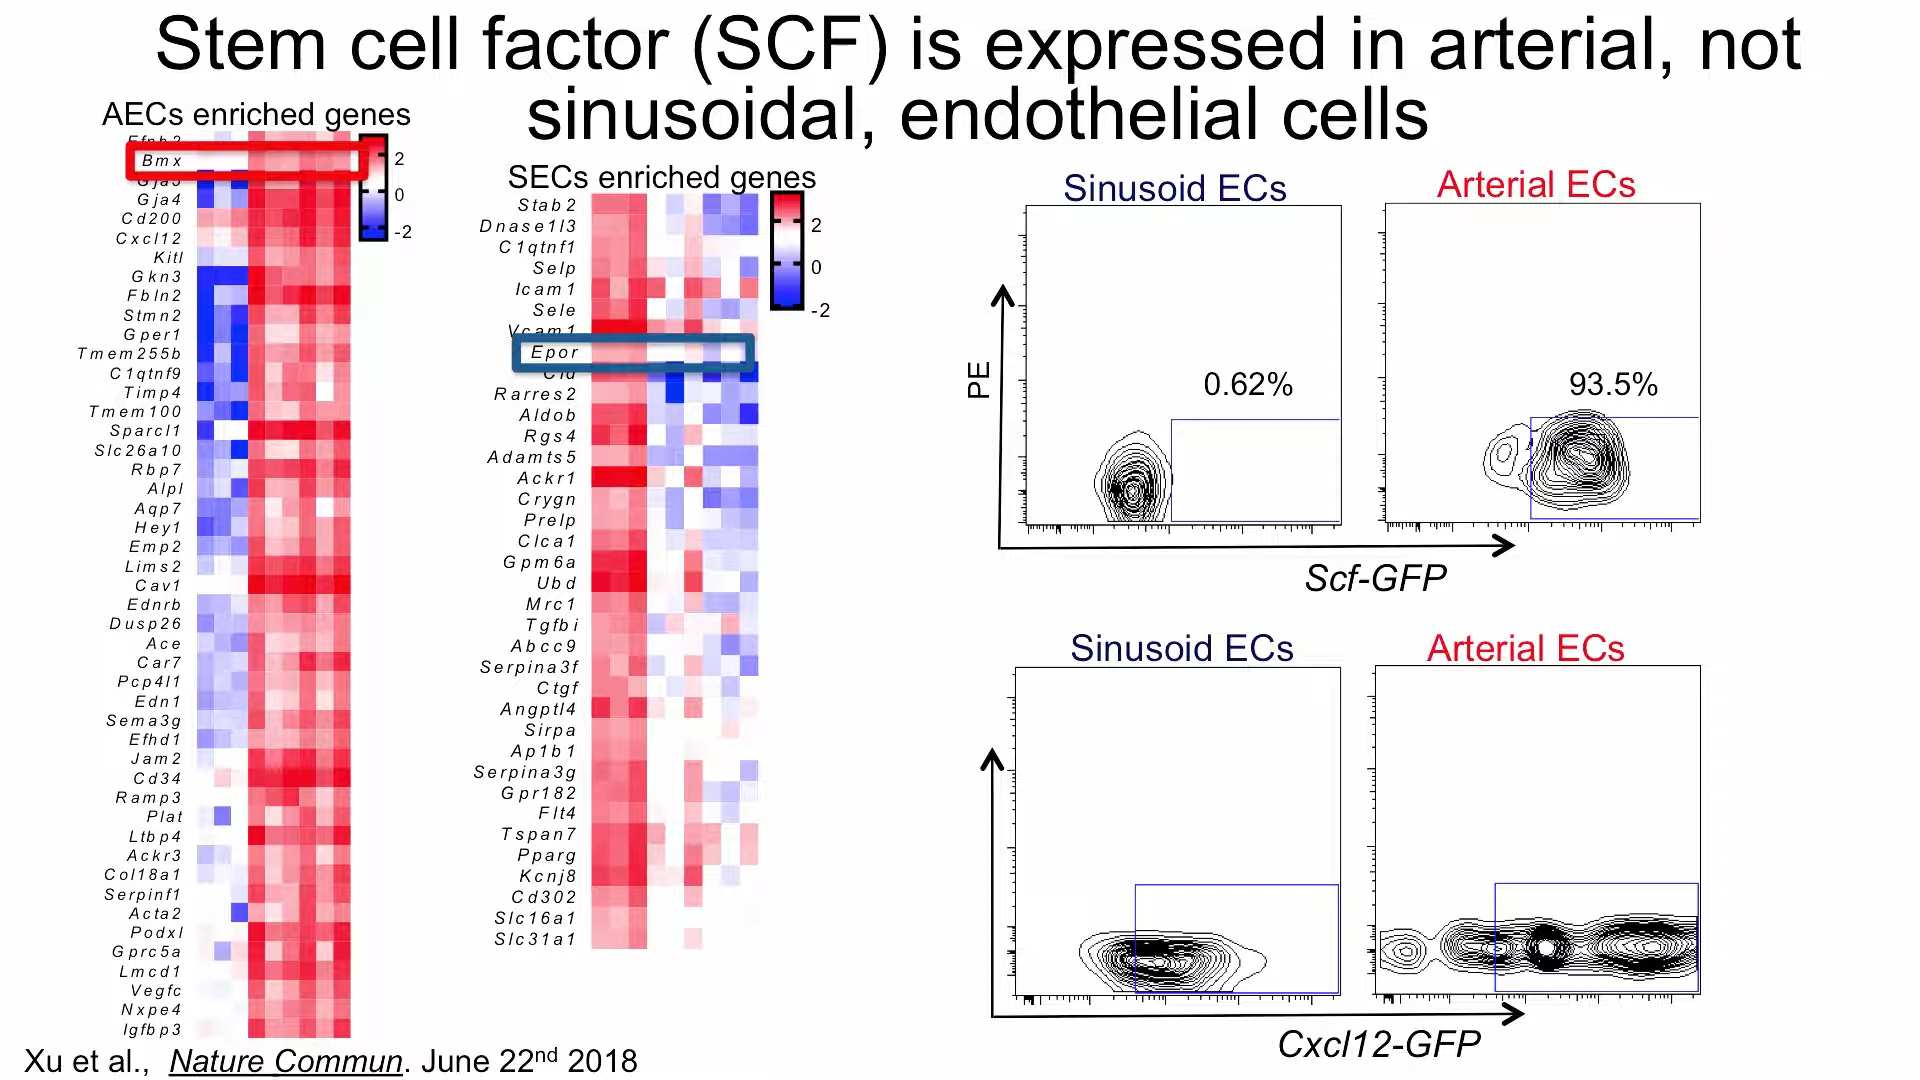 Stem cell factor (SCF) is expressed in arterial, not
sinusoidal, endothelial cells
AECs enriched genes
Efnb2
Bmx
Gja5
Gja4
Cd200
Cxcl12
Kitl
Gkn3
Fbln2
Stmn2
Gper1
Tmem255b
C1qtnf9
Timp4
Tmem100
Sparcl1
Slc26a10
Rbp7
Alpl
Aqp7
Hey1
Emp2
Lims2
Cav1
Ednrb
Dusp26
Ace
Car7
Pcp4l1
Edn1
Sema3g
Efhd1
Jam2
Cd34
Ramp3
Plat
Ltbp4
Ackr3
Col18a1
Serpinf1
Acta2
Podxl
Gprc5a
Lmcd1
Vegfc
Nxpe4
Igfbp3
2
0
-2
SECs enriched genes
Stab2
Dnase1l3
C1qtnf1
Selp
Icam1
Sele
Vcam1
Epor
Rarres2
Aldob
Rgs4
Adamts5
Ackr1
Crygn
Prelp
Clca1
Gpm6a
Ubd
Mrc1
Tgfbi
Abcc9
Serpina3f
Ctgf
Angptl4
Sirpa
Ap1b1
Serpina3g
Gpr182
Flt4
Tspan7
Pparg
Kcnj8
Cd302
Slc16a1
Slc31a1
2
0
-2
Sinusoid ECs
Arterial ECs
PE
0.62%
93.5%
Scf-GFP
Sinusoid ECs
Arterial ECs
Cxcl12-GFP
Xu et al., Nature Commun. June 22nd 2018